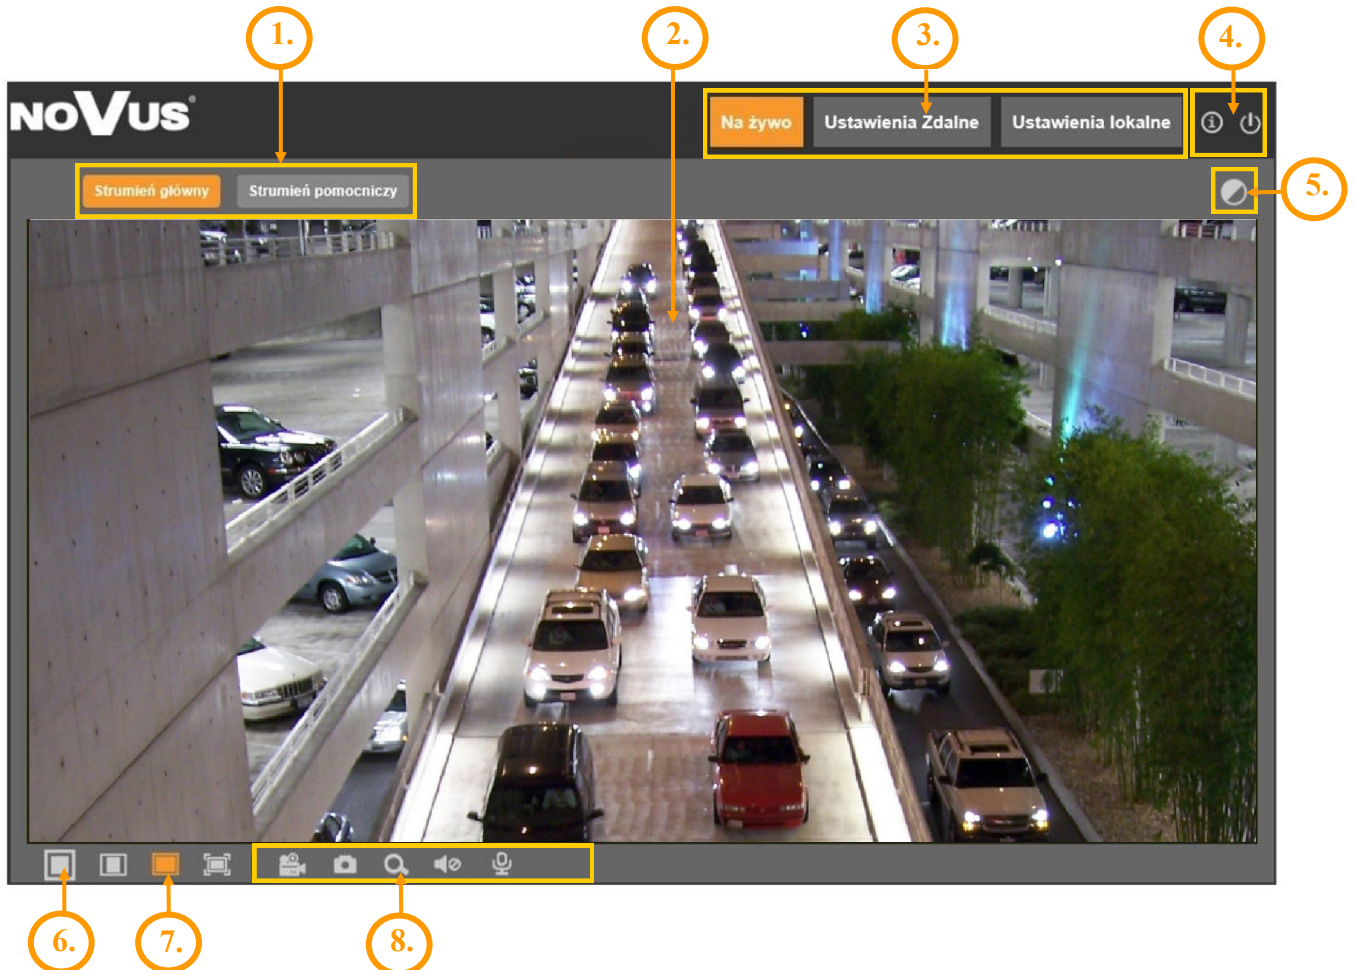 1.
2.
3.
4.
NOVUS®
Na żywo
Ustawienia Zdalne
Ustawienia lokalne
Strumień główny
Strumień pomocniczy
5.
6.
7.
8.